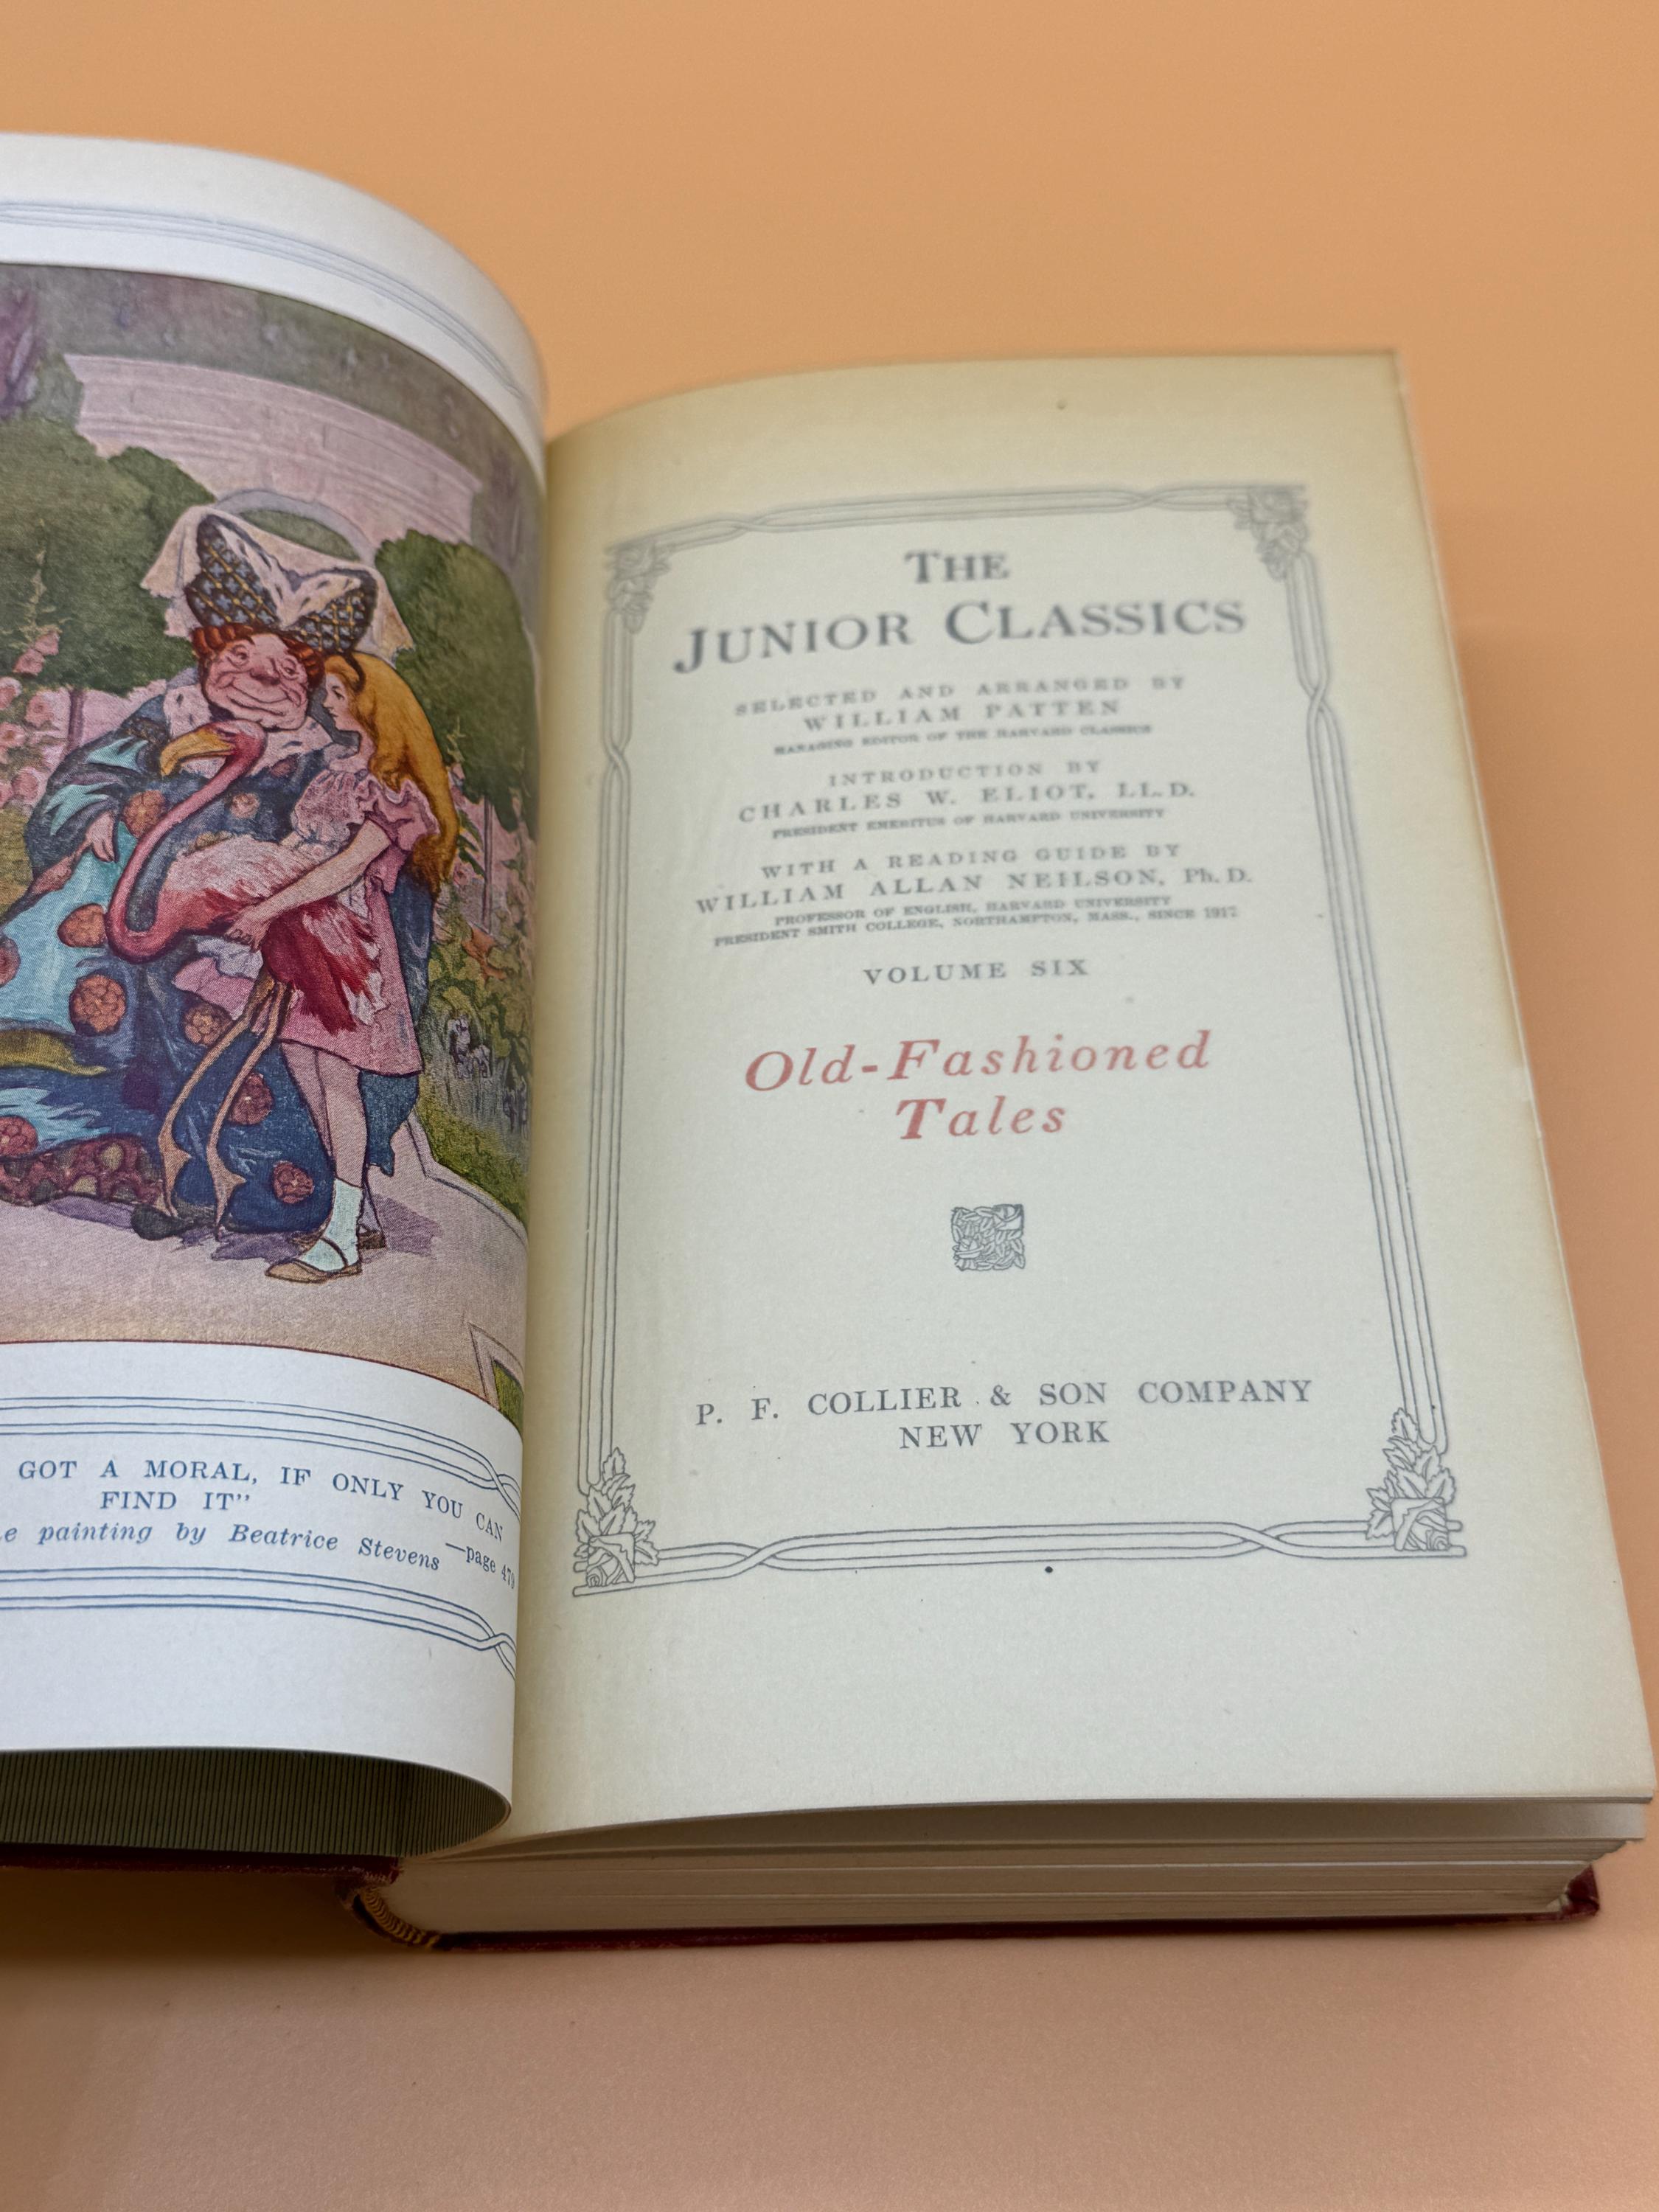 GOT A MORAL, IF ONLY YOU CAN
FIND IT"
painting by Beatrice Stevens
—page 470
THE
JUNIOR CLASSICS
SELECTED AND ARRANGED BY
WILLIAM PATTEN
MANAGING EDITOR OF THE HARVARD CLASSICS
INTRODUCTION BY
CHARLES W. ELIOT, LL.D.
PRESIDENT EMERITUS OF HARVARD UNIVERSITY
WITH A READING GUIDE BY
WILLIAM ALLAN NEILSON, Ph.D.
PROFESSOR OF ENGLISH, HARVARD UNIVERSITY
PRESIDENT SMITH COLLEGE, NORTHAMPTON, MASS., SINCE 1917
VOLUME SIX
Old-Fashioned
Tales
P. F. COLLIER & SON COMPANY
NEW YORK